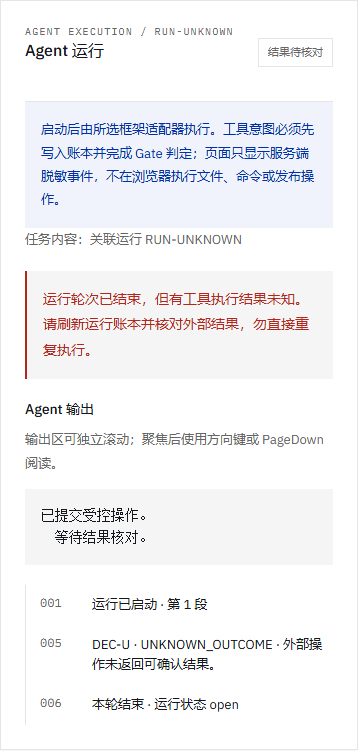 AGENT EXECUTION / RUN-UNKNOWN
Agent 运行
结果待核对
启动后由所选框架适配器执行。工具意图必须先
写入账本并完成 Gate 判定；页面只显示服务端
脱敏事件，不在浏览器执行文件、命令或发布操
作。
任务内容：关联运行 RUN-UNKNOWN
运行轮次已结束，但有工具执行结果未知。
请刷新运行账本并核对外部结果，勿直接重
复执行。
Agent 输出
输出区可独立滚动；聚焦后使用方向键或 PageDown
阅读。
已提交受控操作。
等待结果核对。
001 运行已启动 · 第 1 段
005 DEC-U · UNKNOWN_OUTCOME · 外部操
作未返回可确认结果。
006 本轮结束 · 运行状态 open